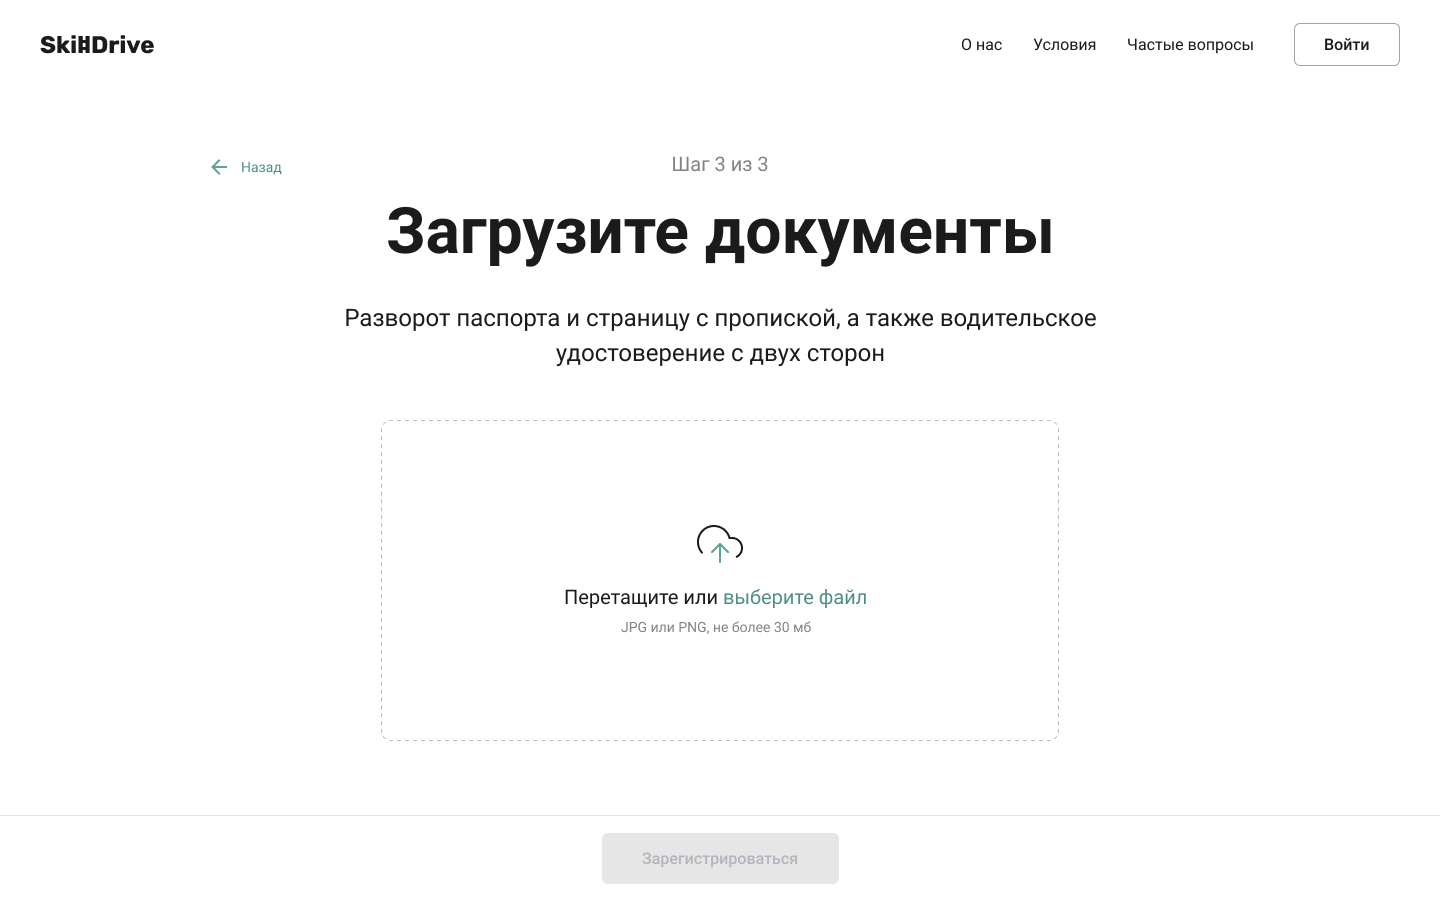 SkillDrive
О нас
Условия
Частые вопросы
Войти
Назад
Шаг 3 из 3
Загрузите документы
Разворот паспорта и страницу с пропиской, а также водительское
удостоверение с двух сторон
Перетащите или выберите файл
JPG или PNG, не более 30 мб
Зарегистрироваться